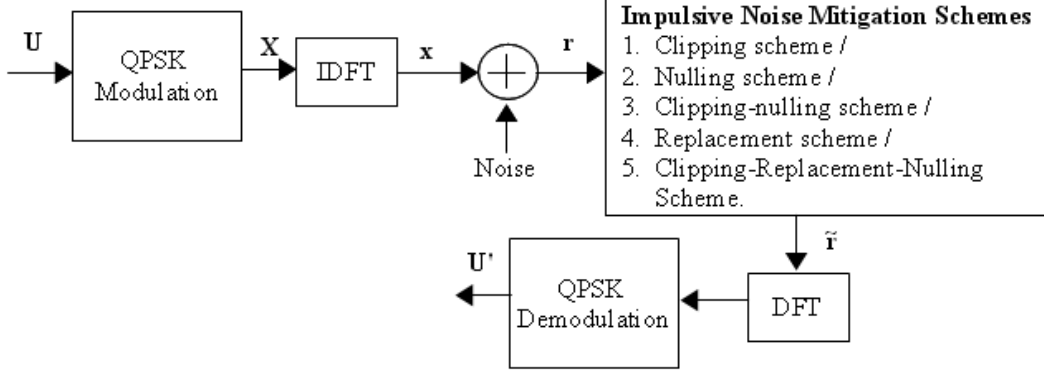 Impulsive Noise Mitigation Schemes
U
QPSK
Modulation
X
IDFT
x
r
Noise
1. Clipping scheme /
2. Nulling scheme /
3. Clipping-nulling scheme /
4. Replacement scheme /
5. Clipping-Replacement-Nulling
Scheme.
r̃
U'
QPSK
Demodulation
DFT